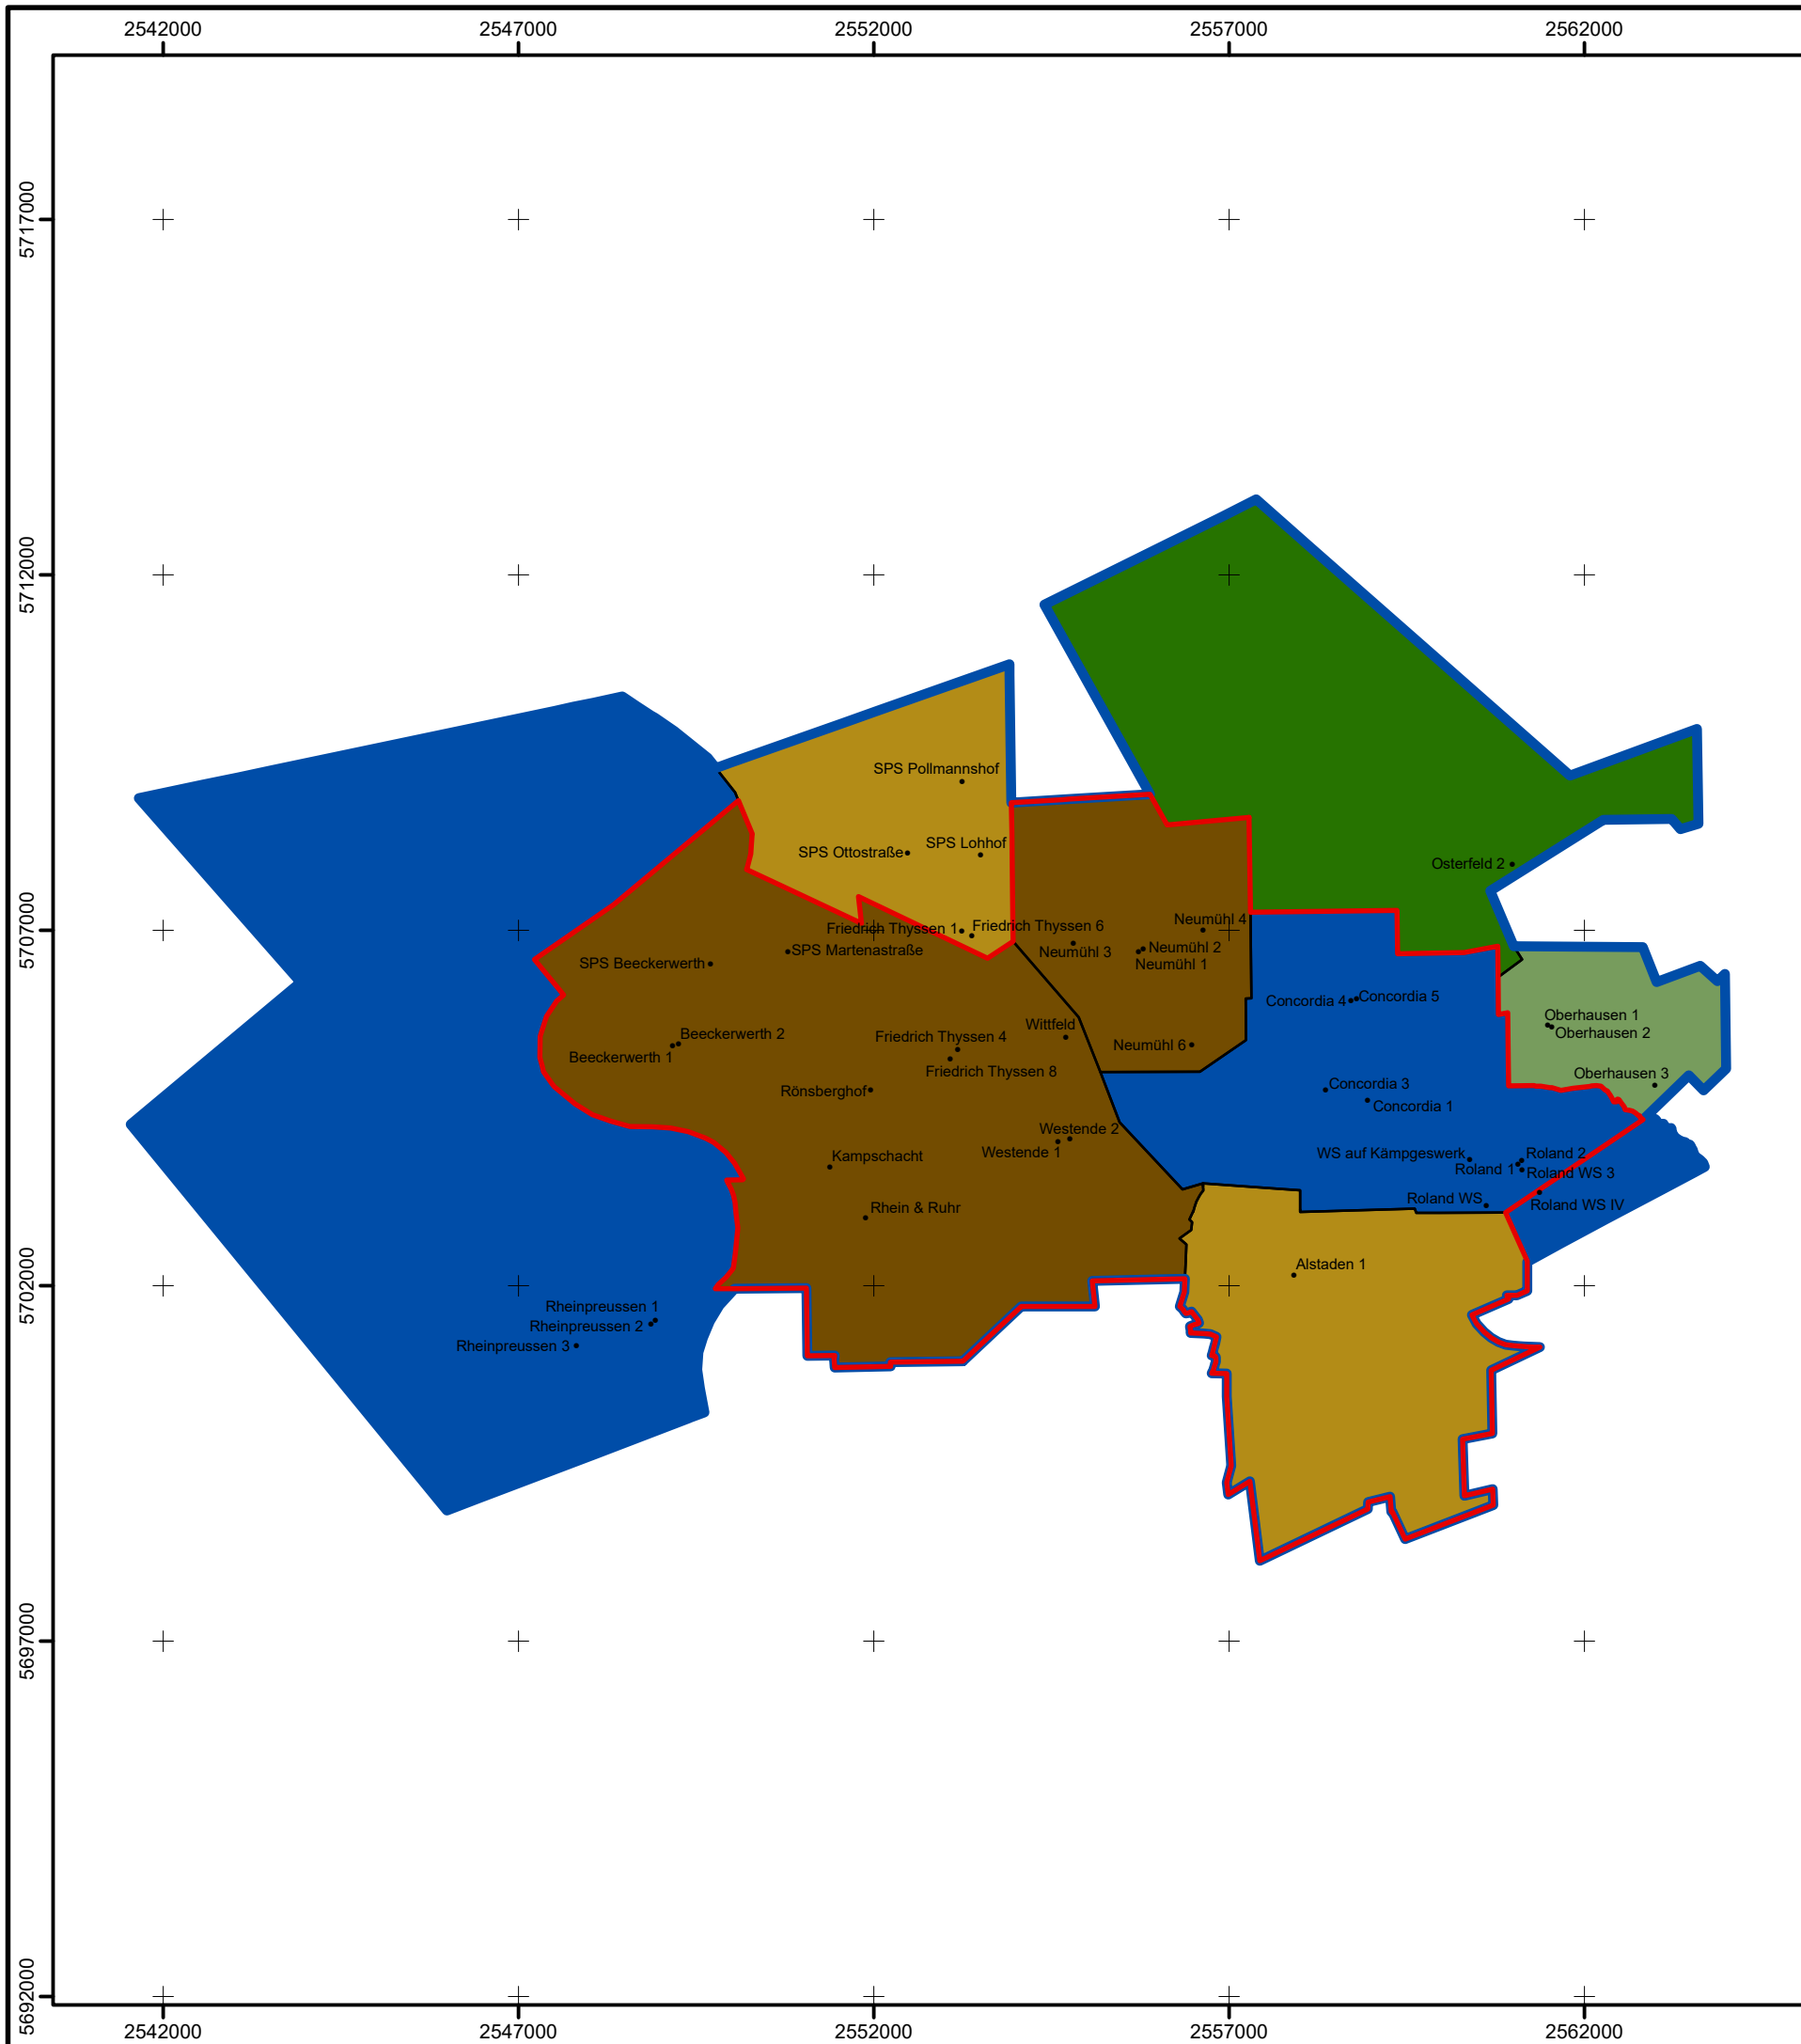 2542000 2547000 2552000 2557000 2562000
5717000
5712000
SPS Pollmannshof
SPS Ottostraße
SPS Lohhof
Osterfeld 2
5707000
Neumühl 4
Friedrich Thyssen 1
Friedrich Thyssen 6
SPS Martenastraße
Neumühl 3
Neumühl 2
Neumühl 1
SPS Beeckerwerth
Concordia 4
Concordia 5
Oberhausen 1
Oberhausen 2
Wittfeld
Beeckerwerth 2
Friedrich Thyssen 4
Neumühl 6
Beeckerwerth 1
Friedrich Thyssen 8
Oberhausen 3
Rönsberghof
Concordia 3
Concordia 1
Westende 2
Westende 1
Kampschacht
WS auf Kämpgeswerk
Roland 2
Roland 1
Roland WS 3
Roland WS
Roland WS IV
Rhein & Ruhr
Alstaden 1
5702000
Rheinpreussen 1
Rheinpreussen 2
Rheinpreussen 3
5697000
5692000
2542000 2547000 2552000 2557000 2562000